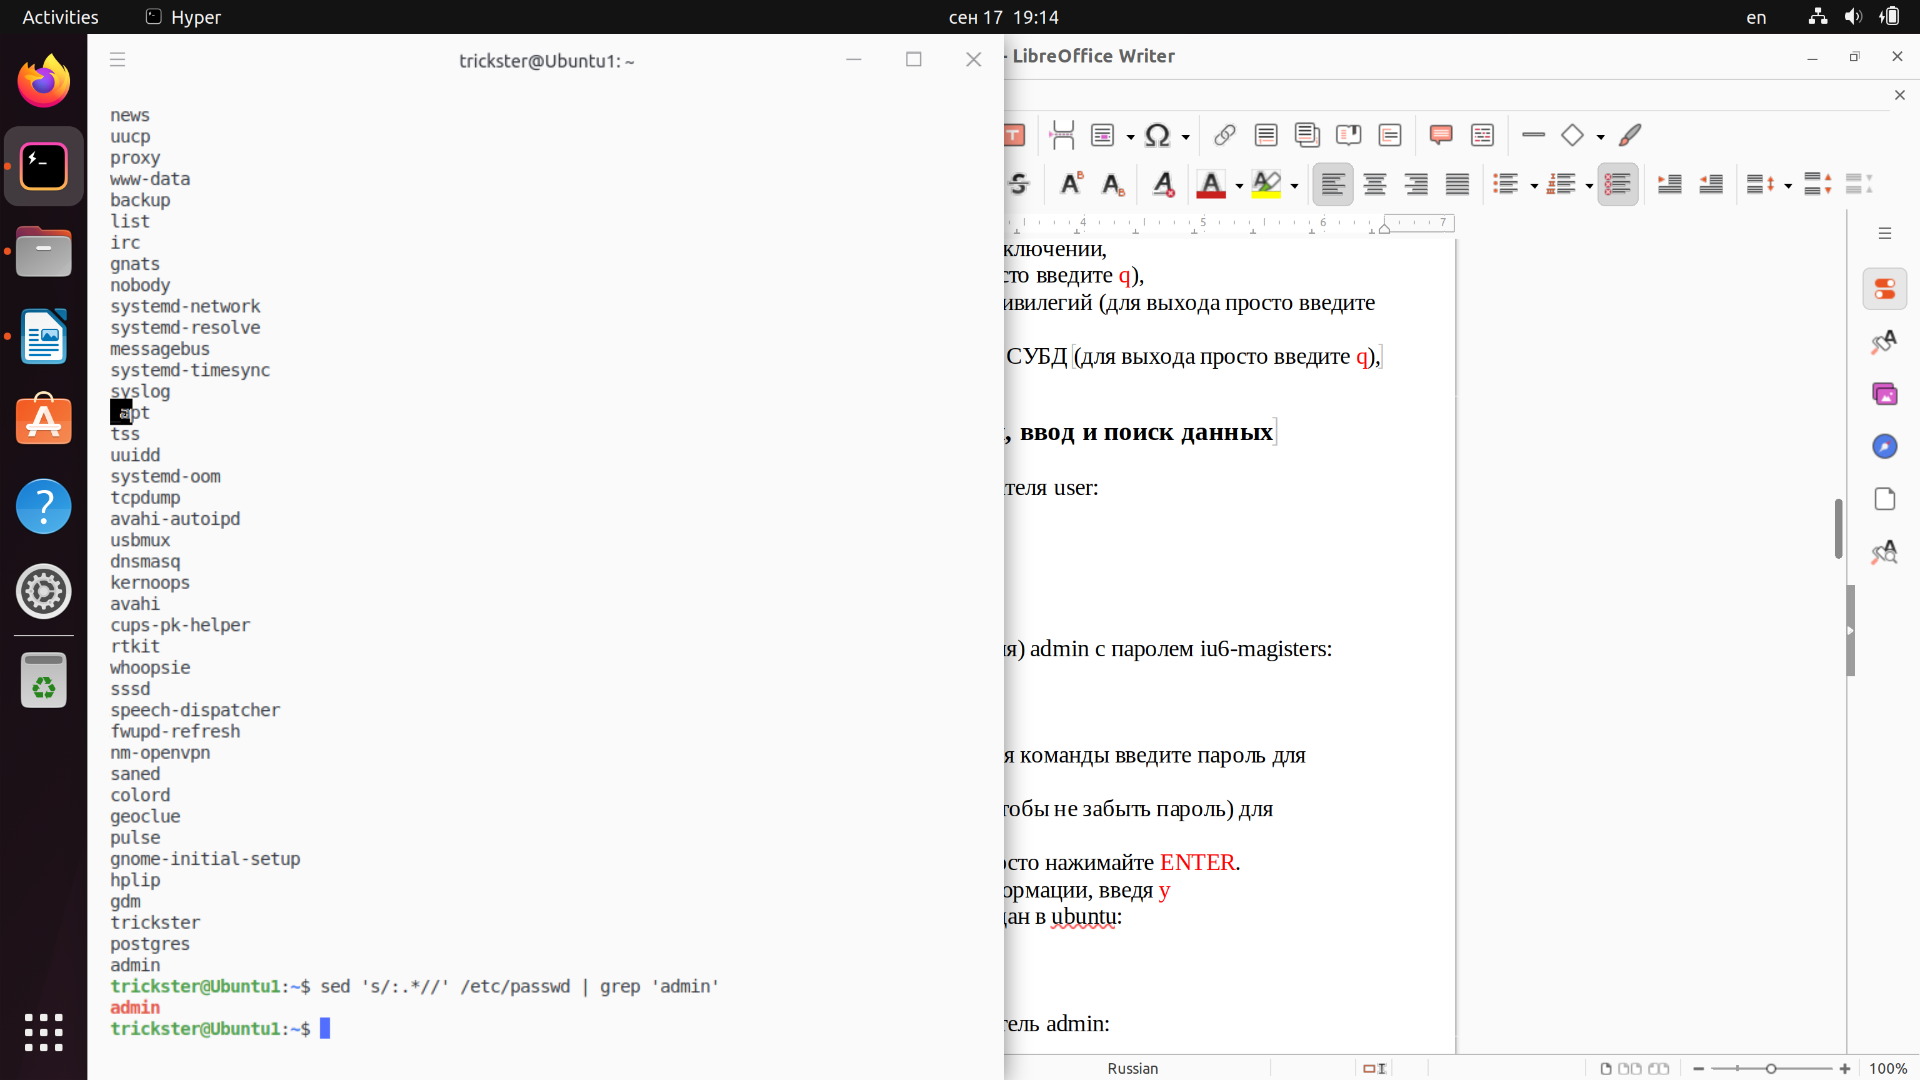 Activities
Hyper
сен 17 19:14
en
trickster@Ubuntu1: ~
news
uucp
proxy
www-data
backup
list
irc
gnats
nobody
systemd-network
systemd-resolve
messagebus
systemd-timesync
syslog
_apt
tss
uuidd
systemd-oom
tcpdump
avahi-autoipd
usbmux
dnsmasq
kernoops
avahi
cups-pk-helper
rtkit
whoopsie
sssd
speech-dispatcher
fwupd-refresh
nm-openvpn
saned
colord
geoclue
pulse
gnome-initial-setup
hplip
gdm
trickster
postgres
admin
trickster@Ubuntu1:~$ sed 's/:.*//' /etc/passwd | grep 'admin'
admin
trickster@Ubuntu1:~$
- LibreOffice Writer
4 5 6 7
ключении,
сто введите q),
ивилегий (для выхода просто введите
СУБД (для выхода просто введите q),
, ввод и поиск данных
теля user:
ля) admin с паролем iu6-magisters:
я команды введите пароль для
тобы не забыть пароль) для
осто нажимайте ENTER.
ормации, введя y
дан в ubuntu:
тель admin:
Russian
100%